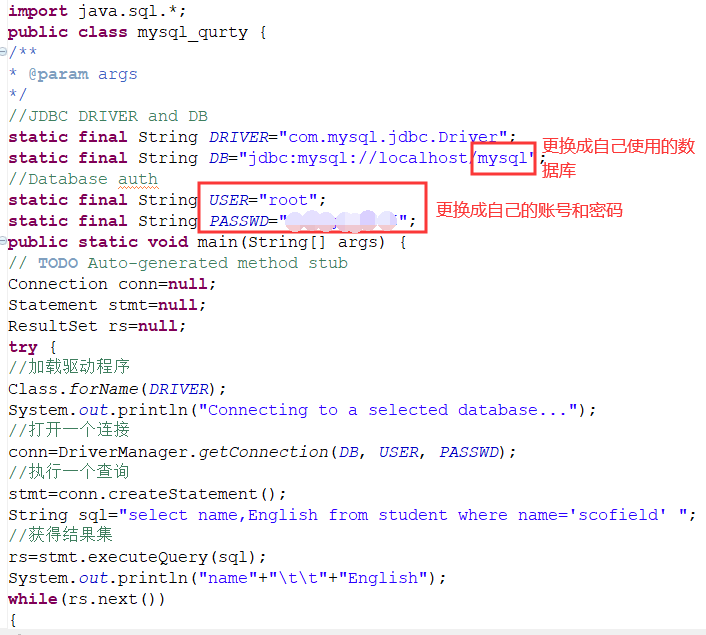 import java.sql.*;
public class mysql_qurty {
/**
* @param args
*/
//JDBC DRIVER and DB
static final String DRIVER="com.mysql.jdbc.Driver";
static final String DB="jdbc:mysql://localhost/mysql";
更换成自己使用的数
据库
//Database auth
static final String USER="root";
static final String PASSWD="
";
更换成自己的账号和密码
public static void main(String[] args) {
// TODO Auto-generated method stub
Connection conn=null;
Statement stmt=null;
ResultSet rs=null;
try {
//加载驱动程序
Class.forName(DRIVER);
System.out.println("Connecting to a selected database...");
//打开一个连接
conn=DriverManager.getConnection(DB, USER, PASSWD);
//执行一个查询
stmt=conn.createStatement();
String sql="select name,English from student where name='scofield' ";
//获得结果集
rs=stmt.executeQuery(sql);
System.out.println("name"+"\t\t"+"English");
while(rs.next())
{